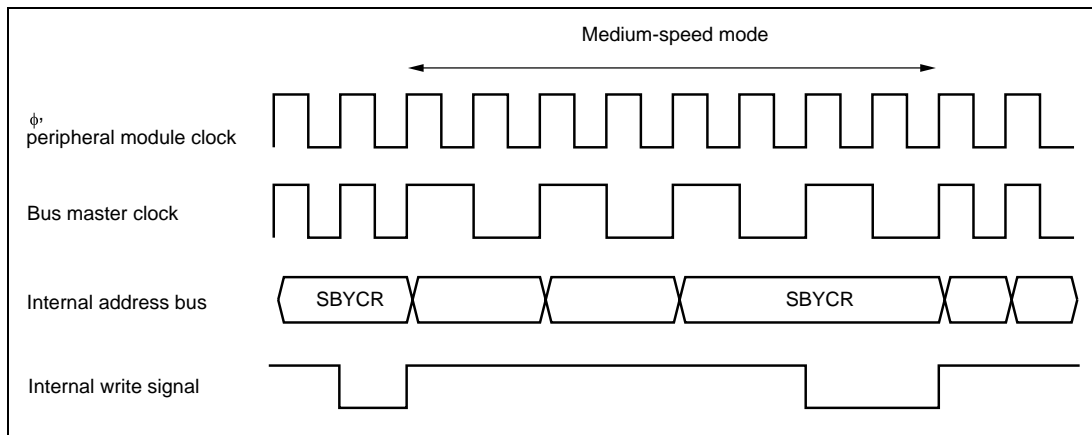 Medium-speed mode
ϕ,
peripheral module clock
Bus master clock
Internal address bus
SBYCR
SBYCR
Internal write signal